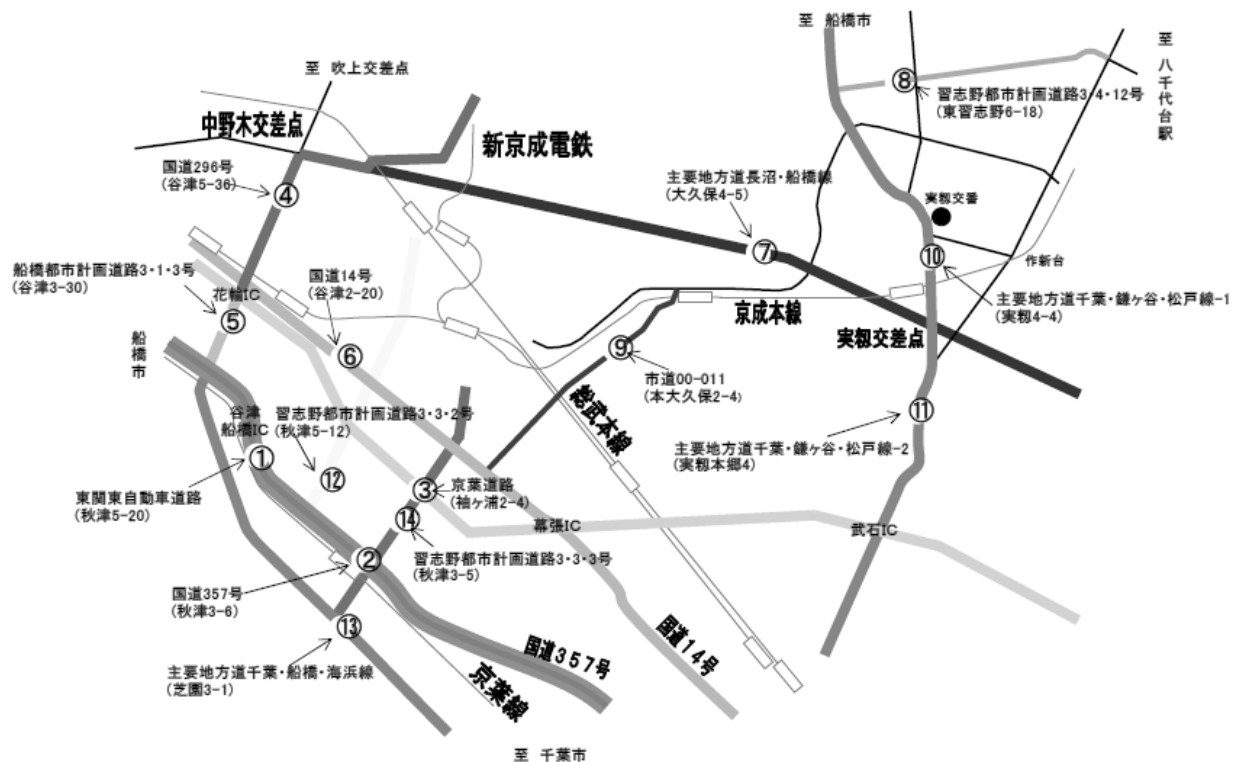 至 船橋市
至 八千代台駅
至 吹上交差点
⑧
習志野都市計画道路3・4・12号
(東習志野6-18)
中野木交差点
新京成電鉄
国道296号
(谷津5-36)
④
主要地方道長沼・船橋線
(大久保4-5)
実籾交番
⑦
⑩
作新台
船橋都市計画道路3・1・3号
(谷津3-30)
国道14号
(谷津2-20)
花輪IC
主要地方道千葉・鎌ヶ谷・松戸線-1
(実籾4-4)
京成本線
⑤
実籾交差点
船橋市
⑥
⑨
市道00-011
(本大久保2-4)
総武本線
谷津
船橋IC
習志野都市計画道路3・3・2号
(秋津5-12)
⑪
主要地方道千葉・鎌ヶ谷・松戸線-2
(実籾本郷4)
①
⑫
東関東自動車道路
(秋津5-20)
③
京葉道路
(袖ヶ浦2-4)
⑭
幕張IC
武石IC
習志野都市計画道路3・3・3号
(秋津3-5)
②
国道357号
(秋津3-6)
⑬
国道14号
国道357号
主要地方道千葉・船橋・海浜線
(芝園3-1)
京葉線
至 千葉市